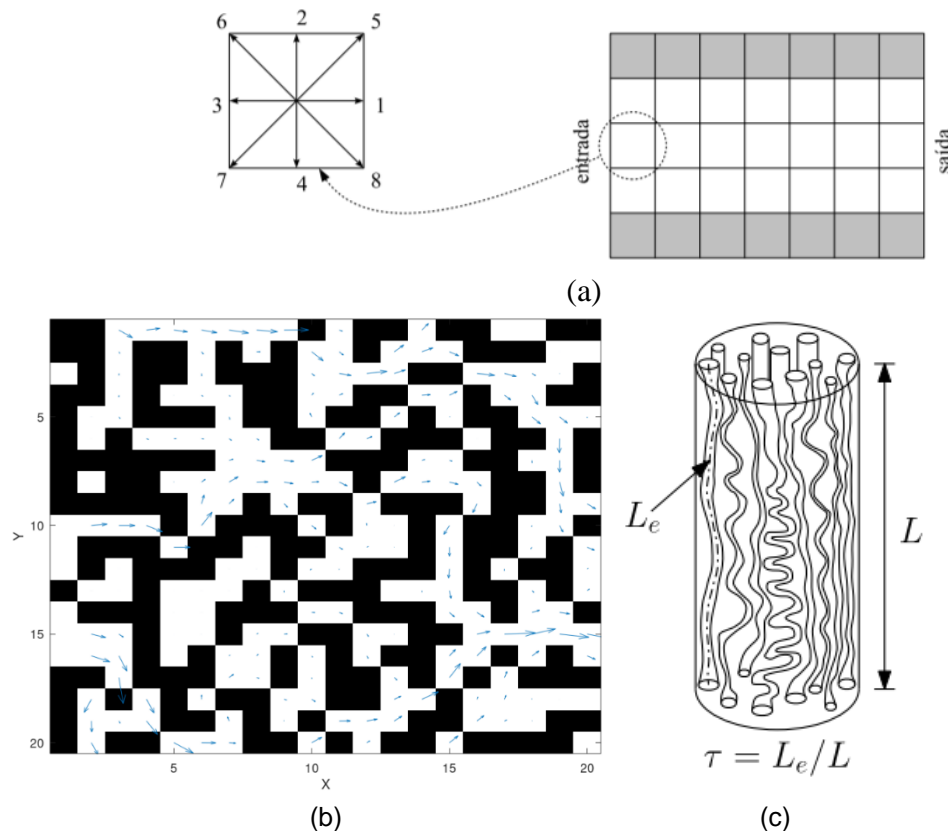 6 2 5
3 1
7 4 8
entrada
saída
(a)
5
10
15
20
Y
5 10 15 20
X
(b)
L_e
L
τ = L_e/L
(c)